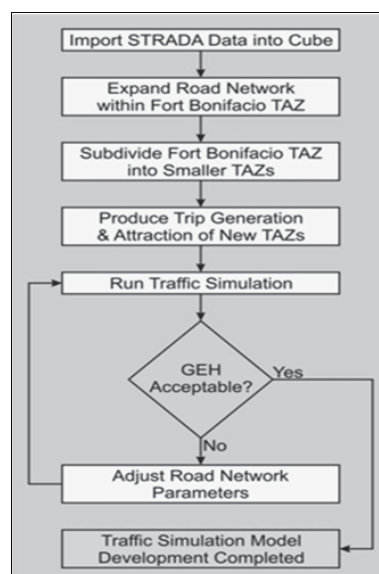 Import STRADA Data into Cube
Expand Road Network
within Fort Bonifacio TAZ
Subdivide Fort Bonifacio TAZ
into Smaller TAZs
Produce Trip Generation
& Attraction of New TAZs
Run Traffic Simulation
GEH
Acceptable?
Yes
No
Adjust Road Network
Parameters
Traffic Simulation Model
Development Completed